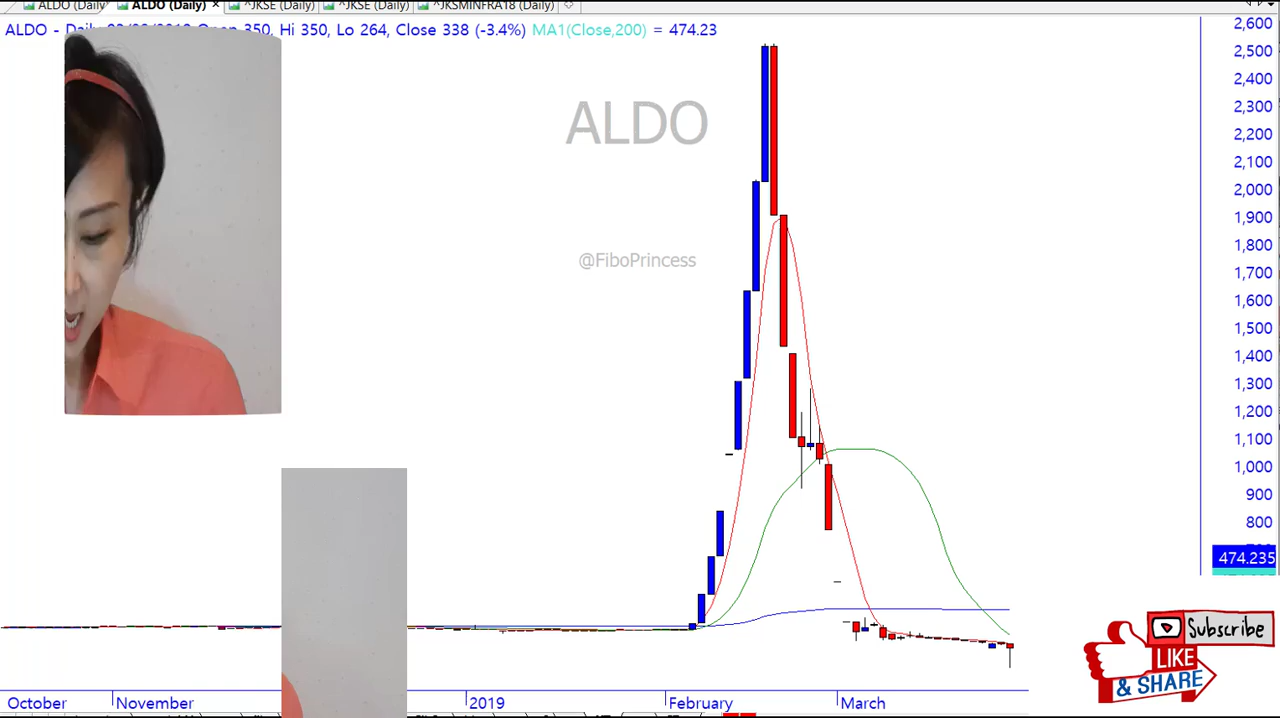 ALDO (Daily
ALDO (Daily) ×
^JKSE (Daily)
^JKSE (Daily)
^JKSMINFRA18 (Daily)
ALDO - Daily Open 350, Hi 350, Lo 264, Close 338 (-3.4%) MA1(Close,200) = 474.23
ALDO
@FiboPrincess
2,600
2,500
2,400
2,300
2,200
2,100
2,000
1,900
1,800
1,700
1,600
1,500
1,400
1,300
1,200
1,100
1,000
900
800
474.235
Subscribe
LIKE
& SHARE
October
November
2019
February
March